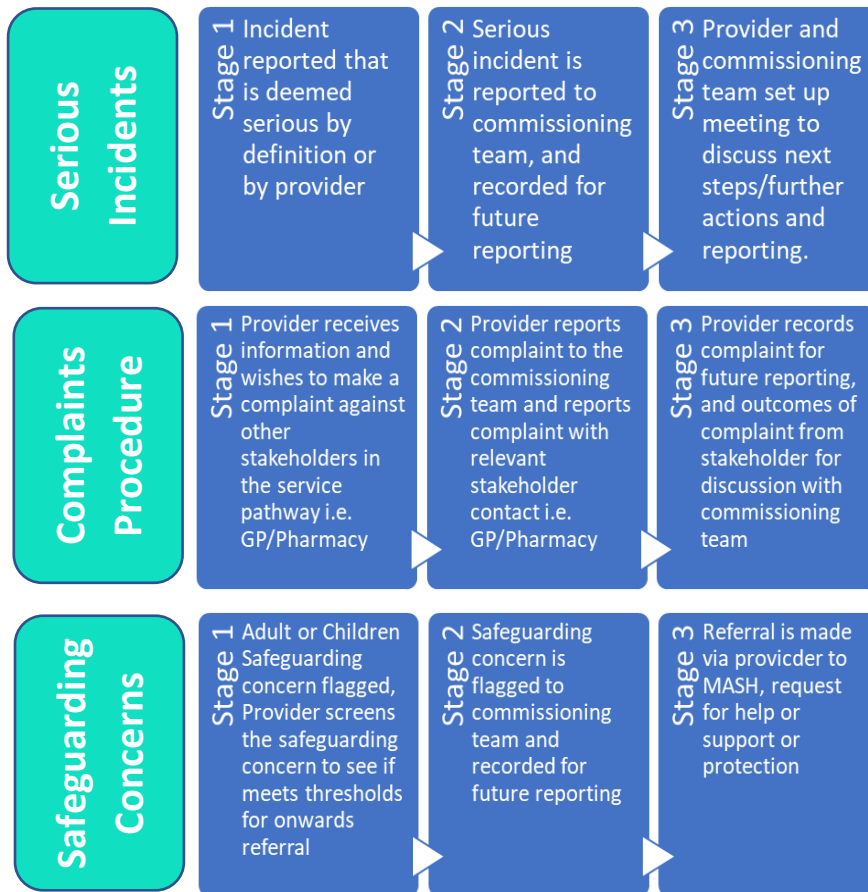 Serious
Incidents
Stage 1
Incident
reported that
is deemed
serious by
definition or
by provider
Stage 2
Serious
incident is
reported to
commissioning
team, and
recorded for
future
reporting
Stage 3
Provider and
commissioning
team set up
meeting to
discuss next
steps/further
actions and
reporting.
Complaints
Procedure
Stage 1
Provider receives
information and
wishes to make a
complaint against
other
stakeholders in
the service
pathway i.e.
GP/Pharmacy
Stage 2
Provider reports
complaint to the
commissioning
team and reports
complaint with
relevant
stakeholder
contact i.e.
GP/Pharmacy
Stage 3
Provider records
complaint for
future reporting,
and outcomes of
complaint from
stakeholder for
discussion with
commissioning
team
Safeguarding
Concerns
Stage 1
Adult or Children
Safeguarding
concern flagged,
Provider screens
the safeguarding
concern to see if
meets thresholds
for onwards
referral
Stage 2
Safeguarding
concern is
flagged to
commissioning
team and
recorded for
future reporting
Stage 3
Referral is made
via provicder to
MASH, request
for help or
support or
protection